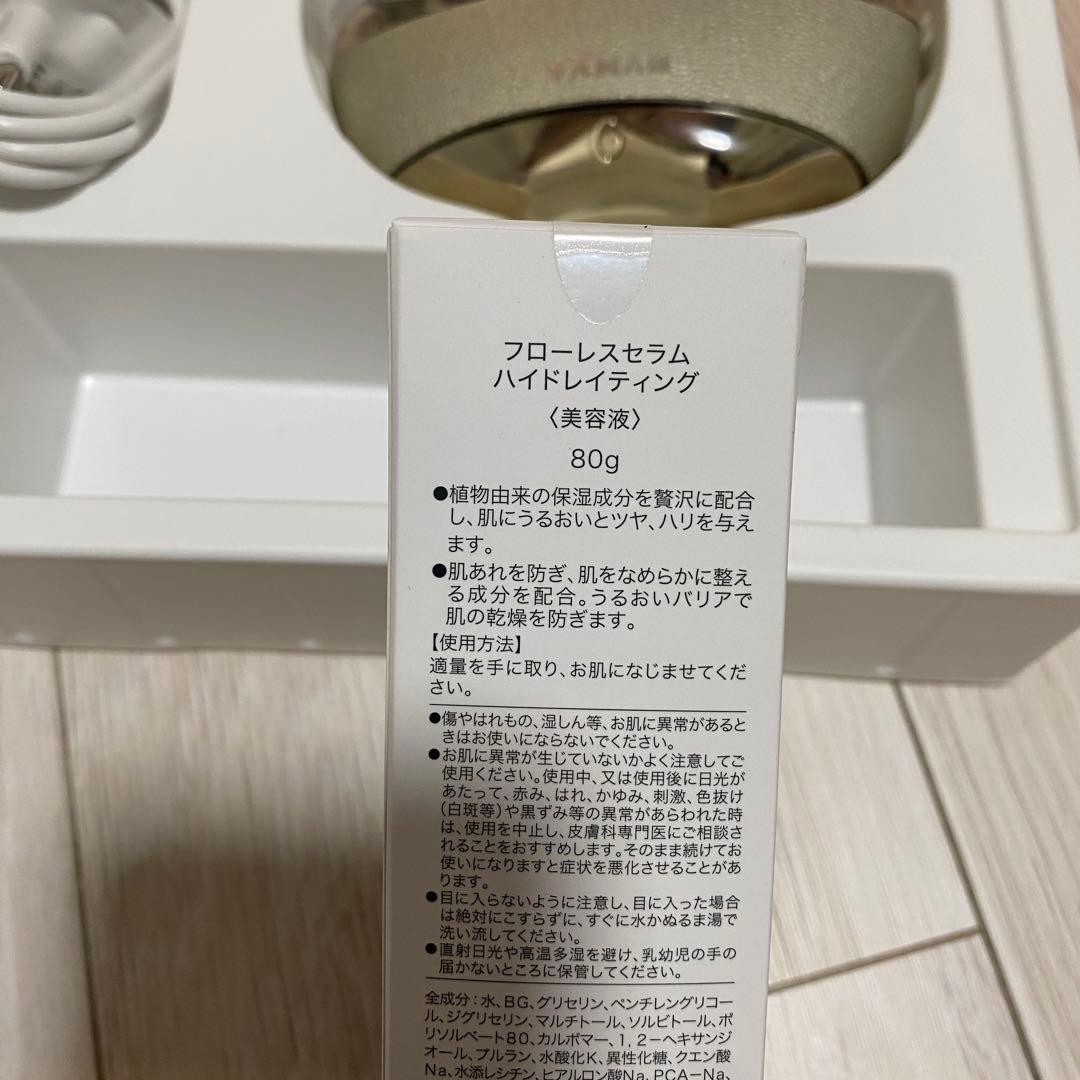 YAMAN
フローレスセラム
ハイドレイティング
〈美容液〉
80g
●植物由来の保湿成分を贅沢に配合
し、肌にうるおいとツヤ、ハリを与え
ます。
●肌あれを防ぎ、肌をなめらかに整え
る成分を配合。うるおいバリアで
肌の乾燥を防ぎます。
【使用方法】
適量を手に取り、お肌になじませてくだ
さい。
●傷やはれもの、湿しん等、お肌に異常があると
きはお使いにならないでください。
●お肌に異常が生じていないかよく注意してご
使用ください。使用中、又は使用後に日光が
あたって、赤み、はれ、かゆみ、刺激、色抜け
(白斑等)や黒ずみ等の異常があらわれた時
は、使用を中止し、皮膚科専門医にご相談さ
れることをおすすめします。そのまま続けてお
使いになりますと症状を悪化させることがあ
ります。
●目に入らないように注意し、目に入った場合
は絶対にこすらずに、すぐに水かぬるま湯で
洗い流してください。
●直射日光や高温多湿を避け、乳幼児の手の
届かないところに保管してください。
全成分：水、BG、グリセリン、ペンチレングリコー
ル、ジグリセリン、マルチトール、ソルビトール、ポ
リソルベート80、カルボマー、1，2－ヘキサンジ
オール、プルラン、水酸化K、異性化糖、クエン酸
Na、水添レシチン、ヒアルロン酸Na、PCA－Na、